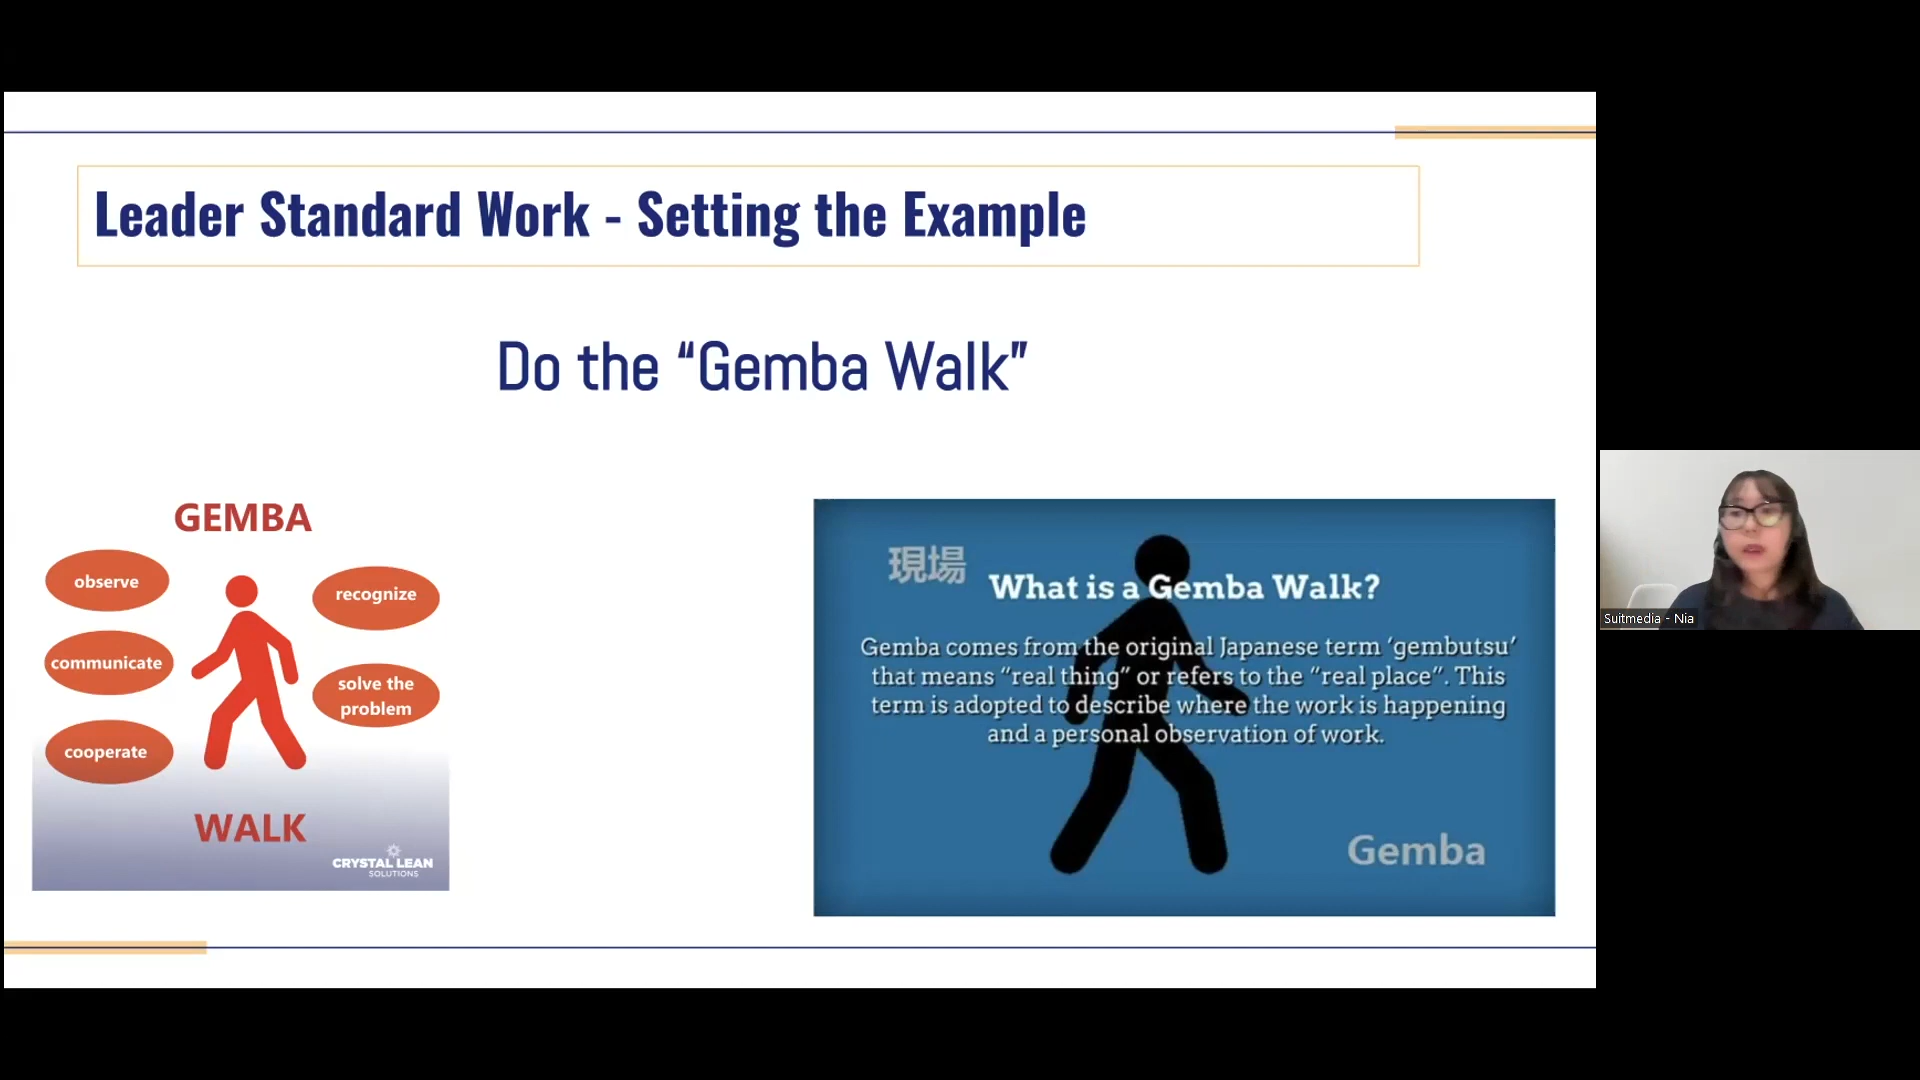 Leader Standard Work - Setting the Example
Do the “Gemba Walk”
GEMBA
observe
recognize
communicate
solve the
problem
cooperate
WALK
CRYSTAL LEAN
SOLUTIONS
現場
What is a Gemba Walk?
Gemba comes from the original Japanese term ‘gembutsu’
that means “real thing” or refers to the “real place”. This
term is adopted to describe where the work is happening
and a personal observation of work.
Gemba
Suitmedia - Nia